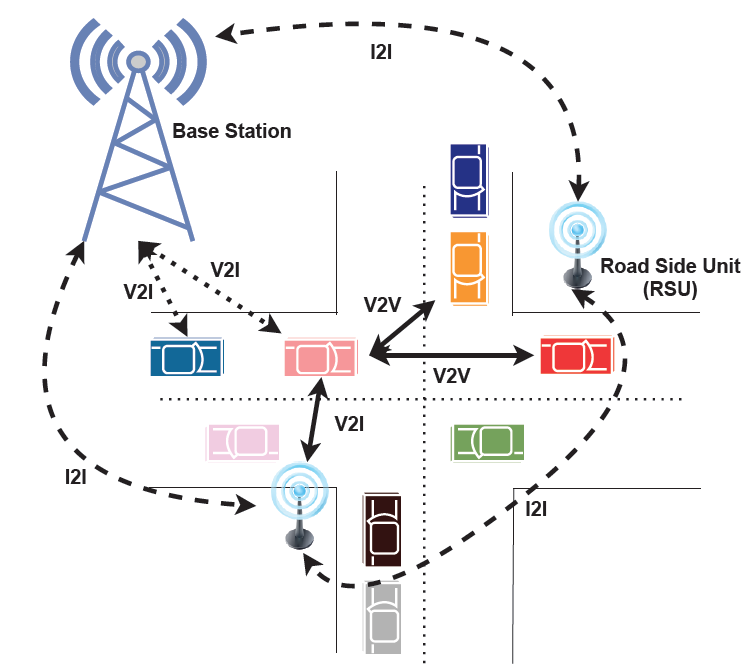 I2I
Base Station
V2I
Road Side Unit
(RSU)
V2I
V2V
V2V
V2I
I2I
I2I